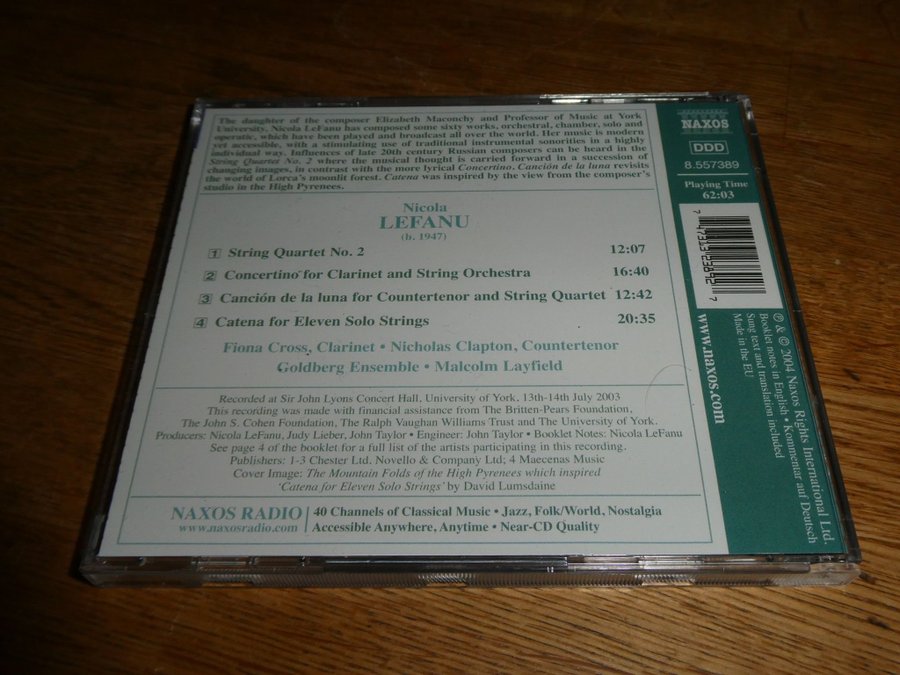 The daughter of the composer Elizabeth Maconchy and Professor of Music at York
University, Nicola LeFanu has composed some sixty works, orchestral, chamber, solo and
operatic, which have been played and broadcast all over the world. Her music is modern
yet accessible, with a stimulating use of traditional instrumental sonorities in a highly
individual way. Influences of late 20th century Russian composers can be heard in the
String Quartet No. 2 where the musical thought is carried forward in a succession of
changing images, in contrast with the more lyrical Concertino. Canción de la luna revisits
the world of Lorca's moonlit forest. Catena was inspired by the view from the composer's
studio in the High Pyrenees.
Nicola
LEFANU
(b. 1947)
1 String Quartet No. 2 12:07
2 Concertino for Clarinet and String Orchestra 16:40
3 Canción de la luna for Countertenor and String Quartet 12:42
4 Catena for Eleven Solo Strings 20:35
Fiona Cross, Clarinet • Nicholas Clapton, Countertenor
Goldberg Ensemble • Malcolm Layfield
Recorded at Sir John Lyons Concert Hall, University of York, 13th-14th July 2003
This recording was made with financial assistance from The Britten-Pears Foundation,
The John S. Cohen Foundation, The Ralph Vaughan Williams Trust and The University of York.
Producers: Nicola LeFanu, Judy Lieber, John Taylor • Engineer: John Taylor • Booklet Notes: Nicola LeFanu
See page 4 of the booklet for a full list of the artists participating in this recording.
Publishers: 1-3 Chester Ltd. Novello & Company Ltd; 4 Maecenas Music
Cover Image: The Mountain Folds of the High Pyrenees which inspired
'Catena for Eleven Solo Strings' by David Lumsdaine
NAXOS RADIO
www.naxosradio.com
40 Channels of Classical Music • Jazz, Folk/World, Nostalgia
Accessible Anywhere, Anytime • Near-CD Quality
NAXOS
DDD
8.557389
Playing Time
62:03
7 47313 23892 7
www.naxos.com
℗ & © 2004 Naxos Rights International Ltd.
Booklet notes in English • Kommentar auf Deutsch
Sung text and translation included
Made in the EU